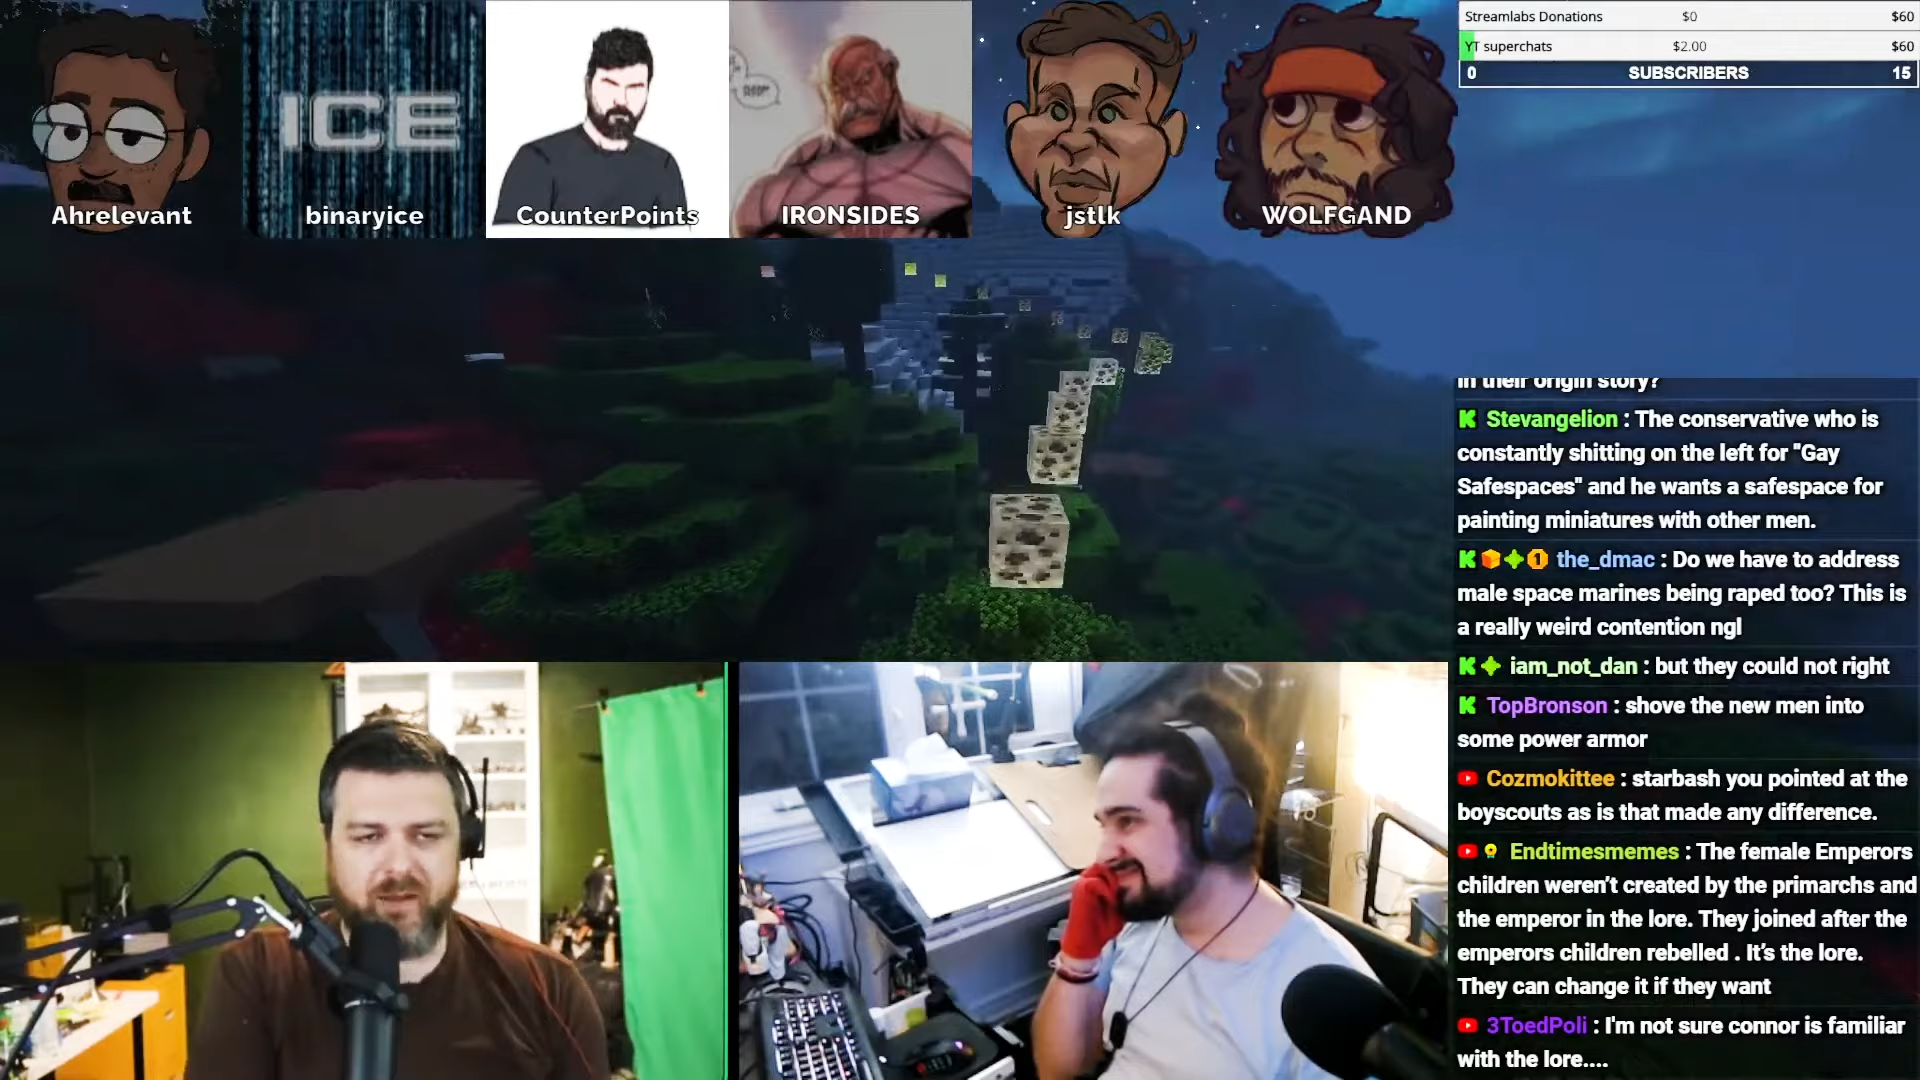 Streamlabs Donations $0 $60
YT superchats $2.00 $60
0 SUBSCRIBERS 15
ICE
Ahrelevant
binaryice
CounterPoints
IRONSIDES
jstlk
WOLFGAND
in their origin story?
Stevangelion : The conservative who is
constantly shitting on the left for "Gay
Safespaces" and he wants a safespace for
painting miniatures with other men.
the_dmac : Do we have to address
male space marines being raped too? This is
a really weird contention ngl
iam_not_dan : but they could not right
TopBronson : shove the new men into
some power armor
Cozmokittee : starbash you pointed at the
boyscouts as is that made any difference.
Endtimesmemes : The female Emperors
children weren’t created by the primarchs and
the emperor in the lore. They joined after the
emperors children rebelled . It’s the lore.
They can change it if they want
3ToedPoli : I'm not sure connor is familiar
with the lore....